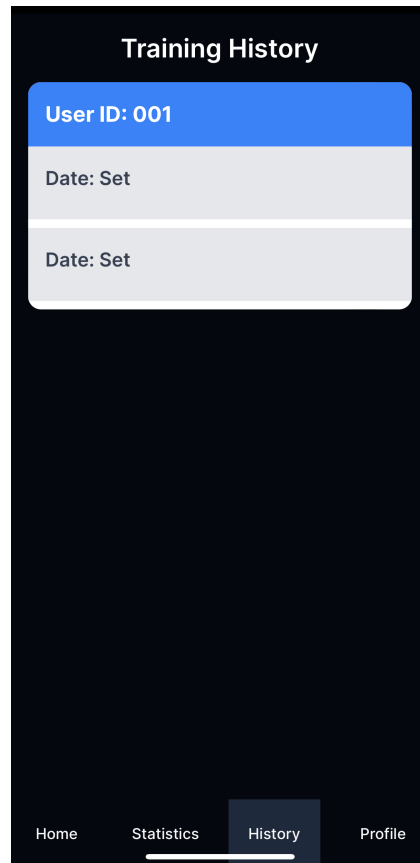 Training History
User ID: 001
Date: Set
Date: Set
Home Statistics History Profile